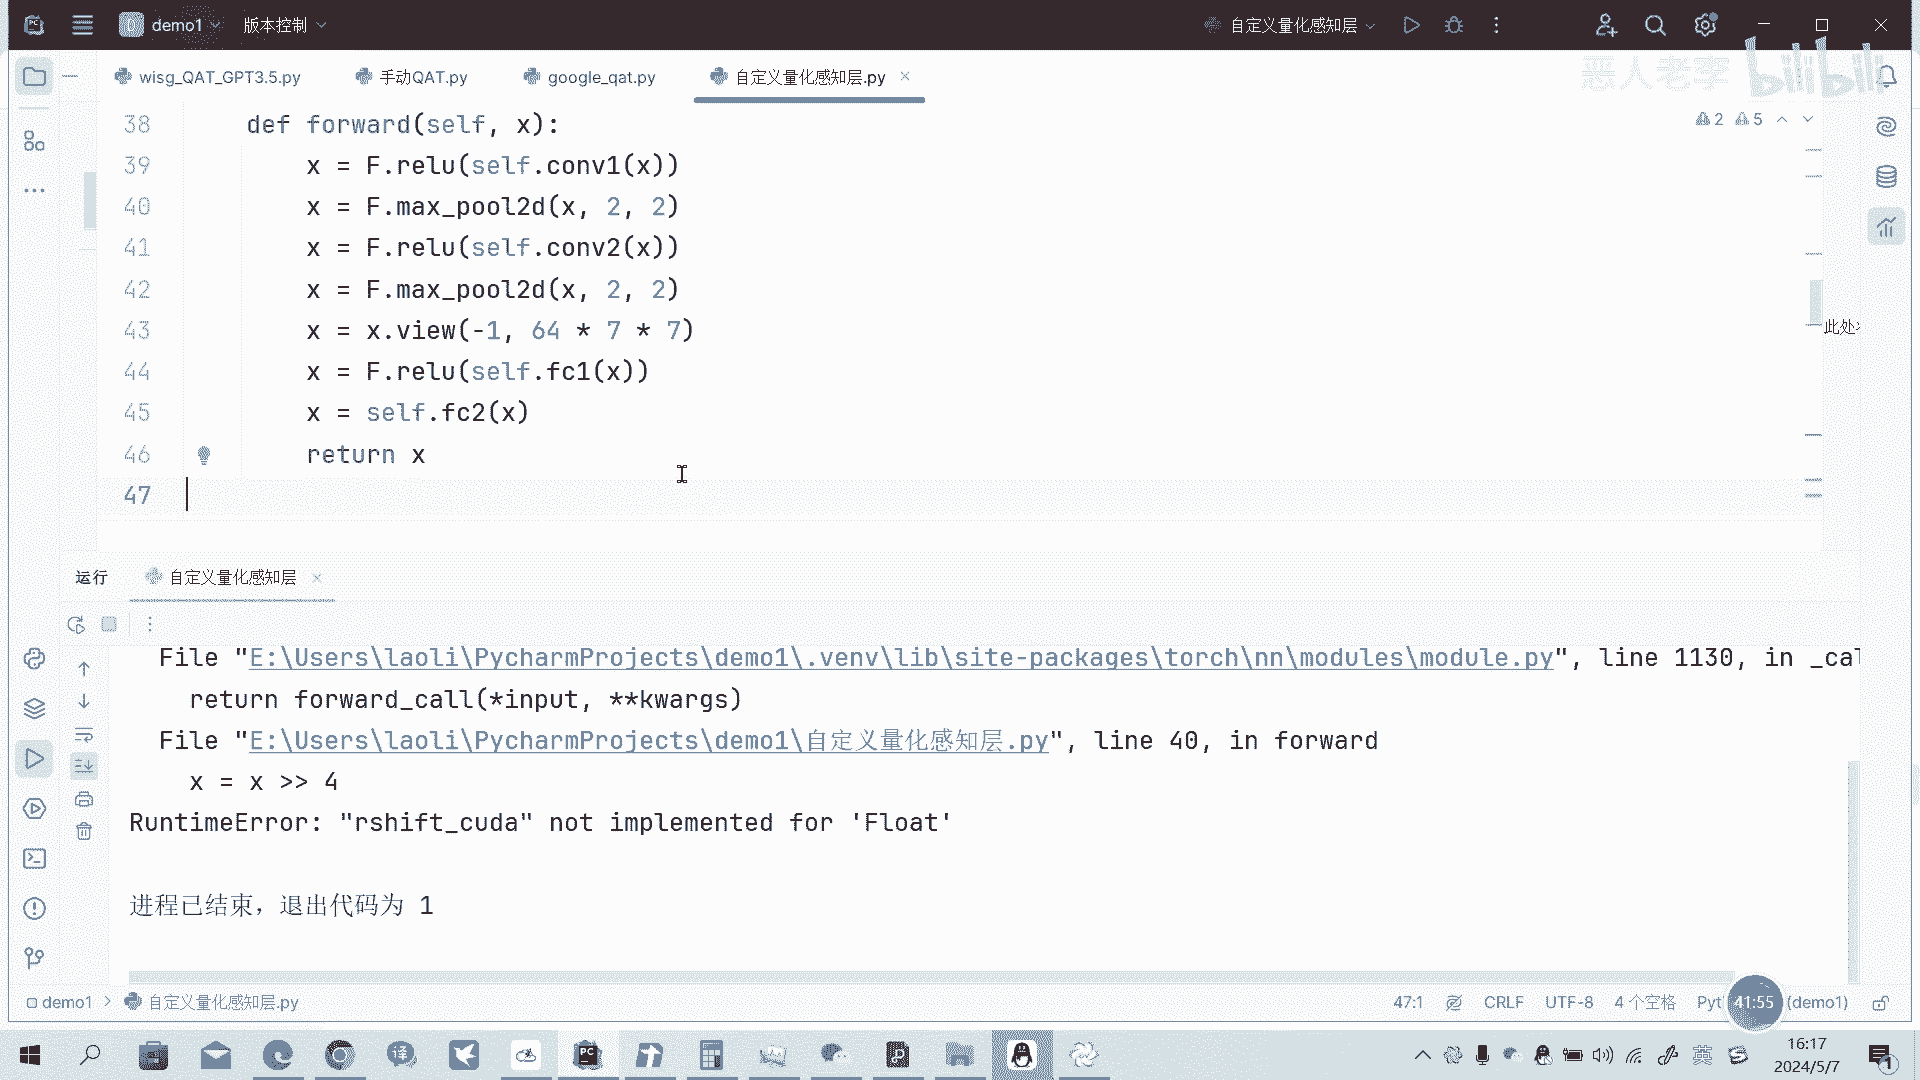 demo1
版本控制
自定义量化感知层
恶人老李 bilibili
wisg_QAT_GPT3.5.py
手动QAT.py
google_qat.py
自定义量化感知层.py
2 5
38 def forward(self, x):
39 x = F.relu(self.conv1(x))
40 x = F.max_pool2d(x, 2, 2)
41 x = F.relu(self.conv2(x))
42 x = F.max_pool2d(x, 2, 2)
43 x = x.view(-1, 64 * 7 * 7)
44 x = F.relu(self.fc1(x))
45 x = self.fc2(x)
46 return x
47
此处
运行 自定义量化感知层
File "E:\Users\laoli\PycharmProjects\demo1\.venv\lib\site-packages\torch\nn\modules\module.py", line 1130, in _cal
return forward_call(*input, **kwargs)
File "E:\Users\laoli\PycharmProjects\demo1\自定义量化感知层.py", line 40, in forward
x = x >> 4
RuntimeError: "rshift_cuda" not implemented for 'Float'
进程已结束，退出代码为 1
demo1 > 自定义量化感知层.py
47:1 CRLF UTF-8 4 个空格 Pyt 41:55 (demo1)
译
英
16:17
2024/5/7
1